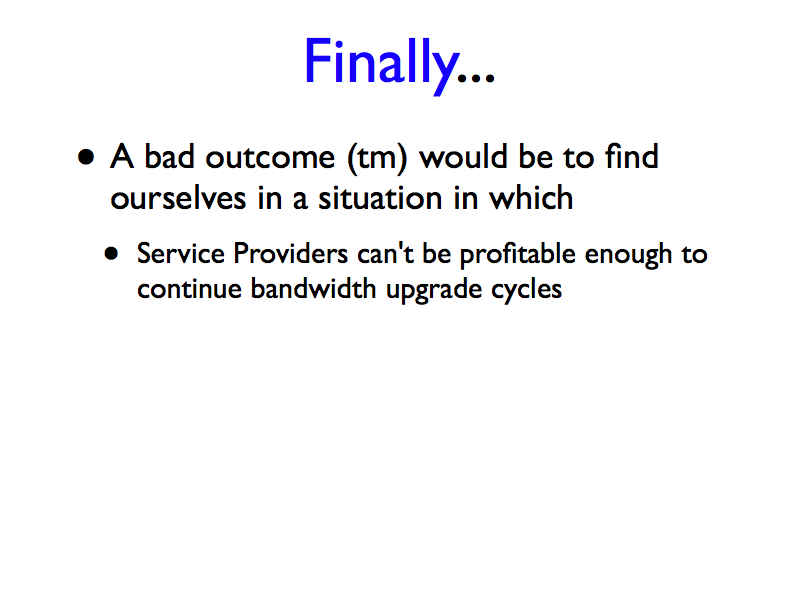 Finally...
• A bad outcome (tm) would be to find
ourselves in a situation in which
• Service Providers can't be profitable enough to
continue bandwidth upgrade cycles